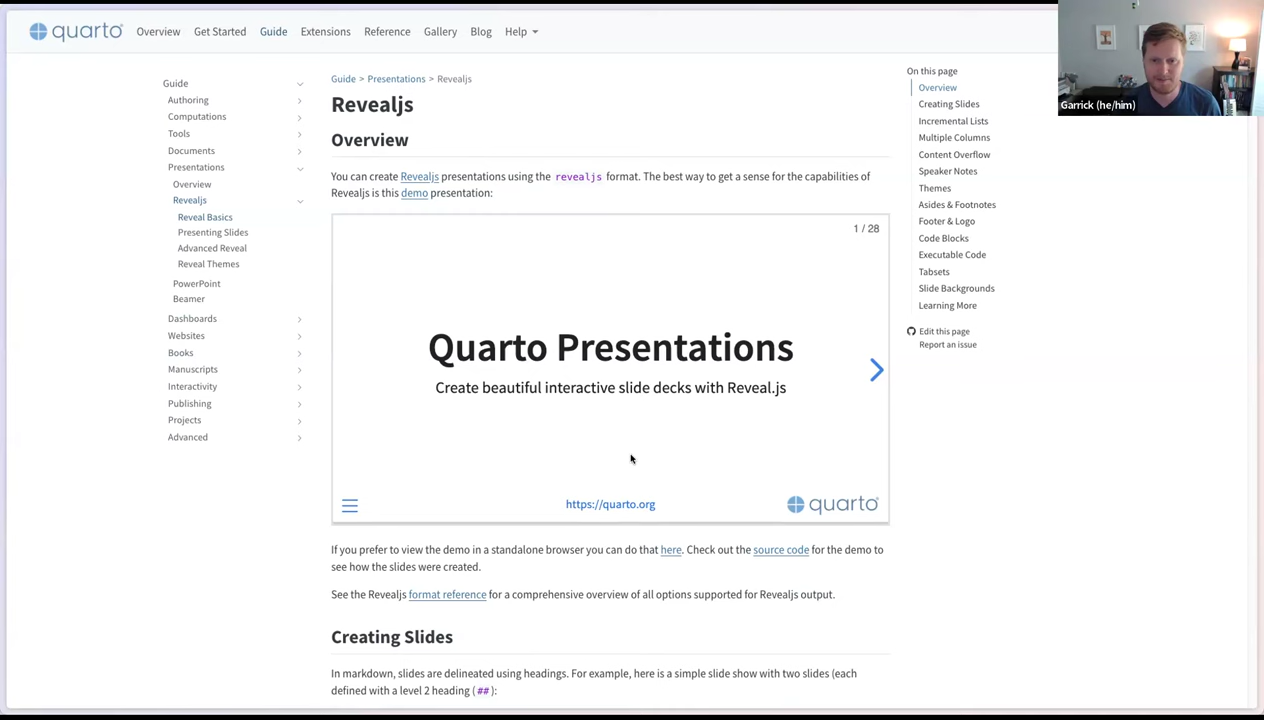 quarto
Overview
Get Started
Guide
Extensions
Reference
Gallery
Blog
Help
Garrick (he/him)
Guide
Authoring
Computations
Tools
Documents
Presentations
Overview
Revealjs
Reveal Basics
Presenting Slides
Advanced Reveal
Reveal Themes
PowerPoint
Beamer
Dashboards
Websites
Books
Manuscripts
Interactivity
Publishing
Projects
Advanced
Guide > Presentations > Revealjs
Revealjs
Overview
You can create Revealjs presentations using the revealjs format. The best way to get a sense for the capabilities of
Revealjs is this demo presentation:
1 / 28
Quarto Presentations
Create beautiful interactive slide decks with Reveal.js
https://quarto.org
quarto
If you prefer to view the demo in a standalone browser you can do that here. Check out the source code for the demo to
see how the slides were created.
See the Revealjs format reference for a comprehensive overview of all options supported for Revealjs output.
Creating Slides
In markdown, slides are delineated using headings. For example, here is a simple slide show with two slides (each
defined with a level 2 heading (##):
On this page
Overview
Creating Slides
Incremental Lists
Multiple Columns
Content Overflow
Speaker Notes
Themes
Asides & Footnotes
Footer & Logo
Code Blocks
Executable Code
Tabsets
Slide Backgrounds
Learning More
Edit this page
Report an issue